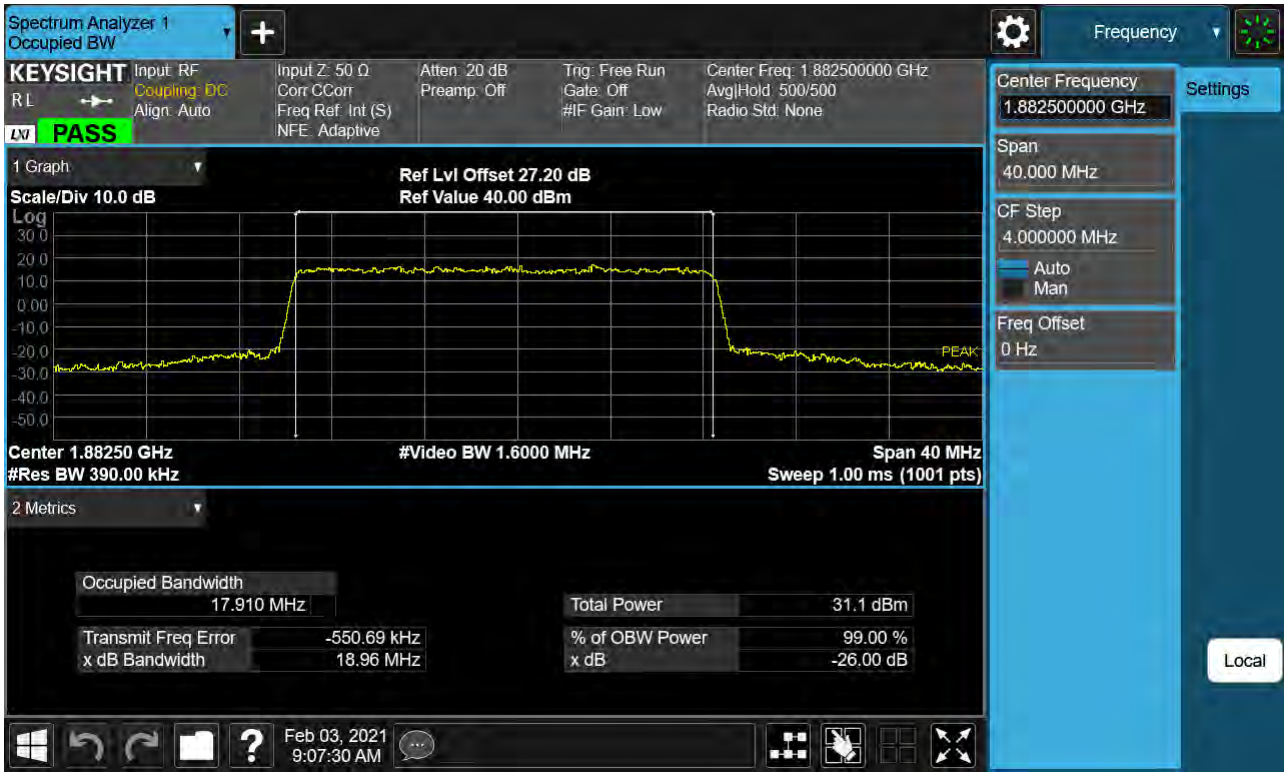 Spectrum Analyzer 1
Occupied BW
+
Frequency
KEYSIGHT
RL
LXI
PASS
Input: RF
Coupling: DC
Align: Auto
Input Z: 50 Ω
Corr CCorr
Freq Ref: Int (S)
NFE: Adaptive
Atten: 20 dB
Preamp: Off
Trig: Free Run
Gate: Off
#IF Gain: Low
Center Freq: 1.882500000 GHz
Avg|Hold: 500/500
Radio Std: None
Center Frequency
1.882500000 GHz
Settings
Span
40.000 MHz
CF Step
4.000000 MHz
Auto
Man
Freq Offset
0 Hz
1 Graph
Scale/Div 10.0 dB
Ref Lvl Offset 27.20 dB
Ref Value 40.00 dBm
Log
30.0
20.0
10.0
0.00
-10.0
-20.0
-30.0
-40.0
-50.0
PEAK
Center 1.88250 GHz
#Video BW 1.6000 MHz
Span 40 MHz
#Res BW 390.00 kHz
Sweep 1.00 ms (1001 pts)
2 Metrics
Occupied Bandwidth
17.910 MHz
Total Power 31.1 dBm
Transmit Freq Error -550.69 kHz
% of OBW Power 99.00 %
x dB Bandwidth 18.96 MHz
x dB -26.00 dB
Local
?
Feb 03, 2021
9:07:30 AM